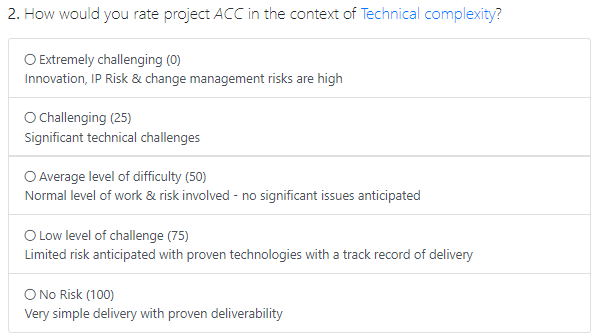 2. How would you rate project ACC in the context of Technical complexity?
Extremely challenging (0)
Innovation, IP Risk & change management risks are high
Challenging (25)
Significant technical challenges
Average level of difficulty (50)
Normal level of work & risk involved - no significant issues anticipated
Low level of challenge (75)
Limited risk anticipated with proven technologies with a track record of delivery
No Risk (100)
Very simple delivery with proven deliverability